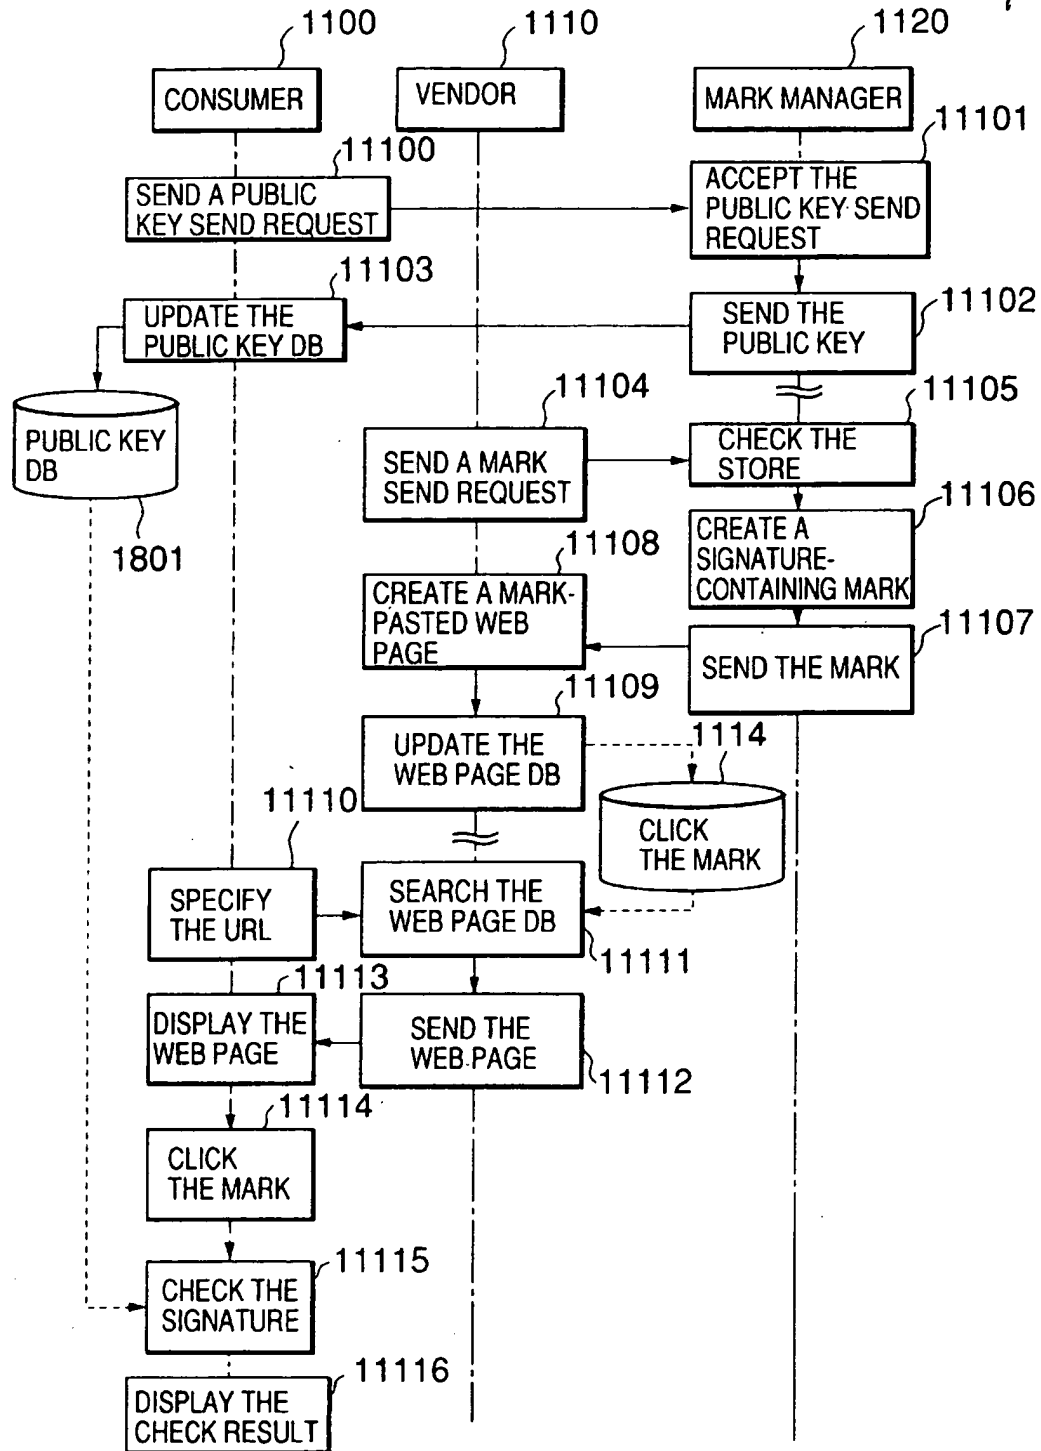 1100
1110
1120
CONSUMER
VENDOR
MARK MANAGER
11100
11101
SEND A PUBLIC
KEY SEND REQUEST
ACCEPT THE
PUBLIC KEY SEND
REQUEST
11103
11102
UPDATE THE
PUBLIC KEY DB
SEND THE
PUBLIC KEY
11104
11105
PUBLIC KEY
DB
SEND A MARK
SEND REQUEST
CHECK THE
STORE
11106
1801
11108
CREATE A
SIGNATURE-
CONTAINING MARK
CREATE A MARK-
PASTED WEB
PAGE
11107
SEND THE MARK
11109
1114
UPDATE THE
WEB PAGE DB
11110
CLICK
THE MARK
SPECIFY
THE URL
SEARCH THE
WEB PAGE DB
11111
11113
DISPLAY THE
WEB PAGE
SEND THE
WEB PAGE
11112
11114
CLICK
THE MARK
11115
CHECK THE
SIGNATURE
11116
DISPLAY THE
CHECK RESULT